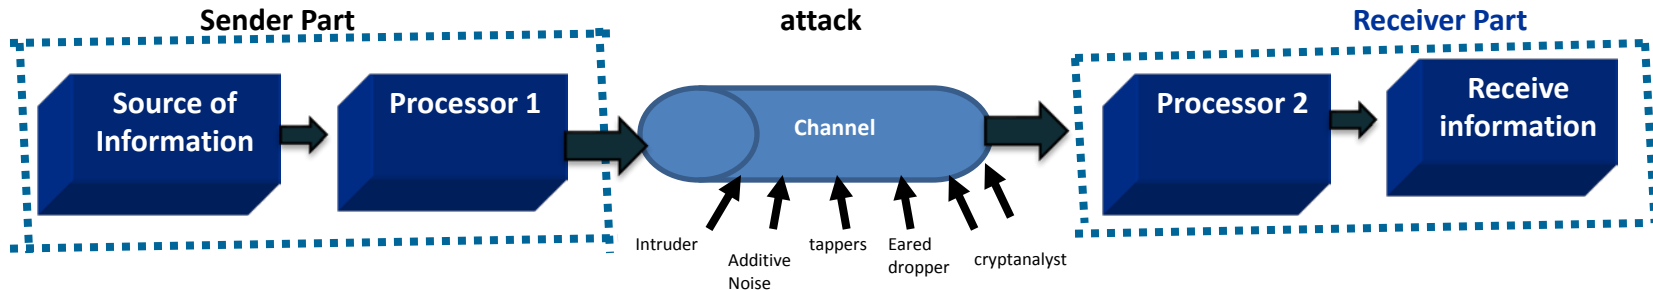 Sender Part
attack
Receiver Part
Source of
Information
Processor 1
Channel
Processor 2
Receive
information
Intruder
Additive
Noise
tappers
Eared
dropper
cryptanalyst